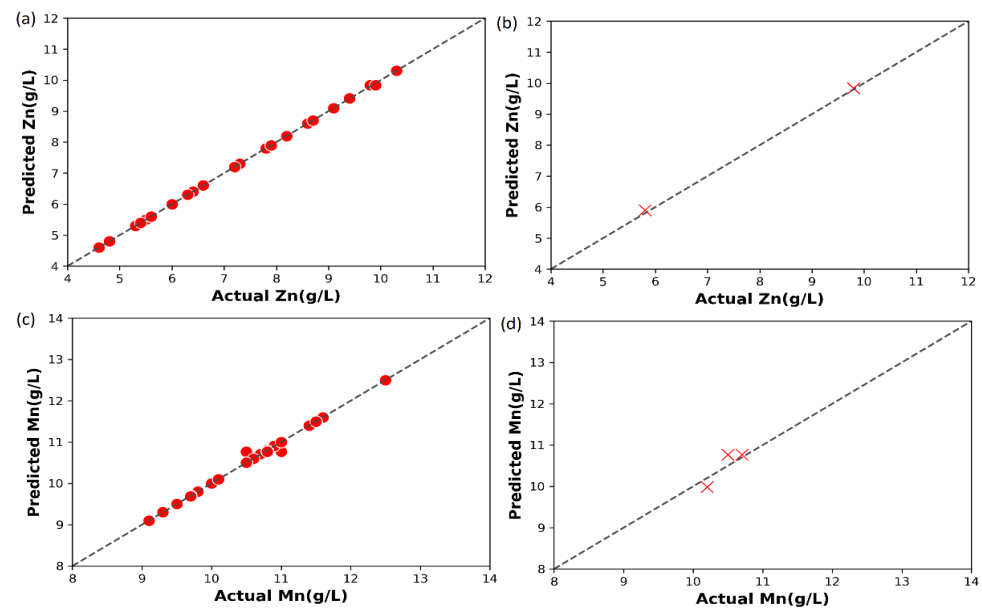 (a)
12
11
10
9
8
7
6
5
4
Predicted Zn(g/L)
4 5 6 7 8 9 10 11 12
Actual Zn(g/L)
(b)
12
11
10
9
8
7
6
5
4
Predicted Zn(g/L)
4 5 6 7 8 9 10 11 12
Actual Zn(g/L)
(c)
14
13
12
11
10
9
8
Predicted Mn(g/L)
8 9 10 11 12 13 14
Actual Mn(g/L)
(d)
14
13
12
11
10
9
8
Predicted Mn(g/L)
8 9 10 11 12 13 14
Actual Mn(g/L)